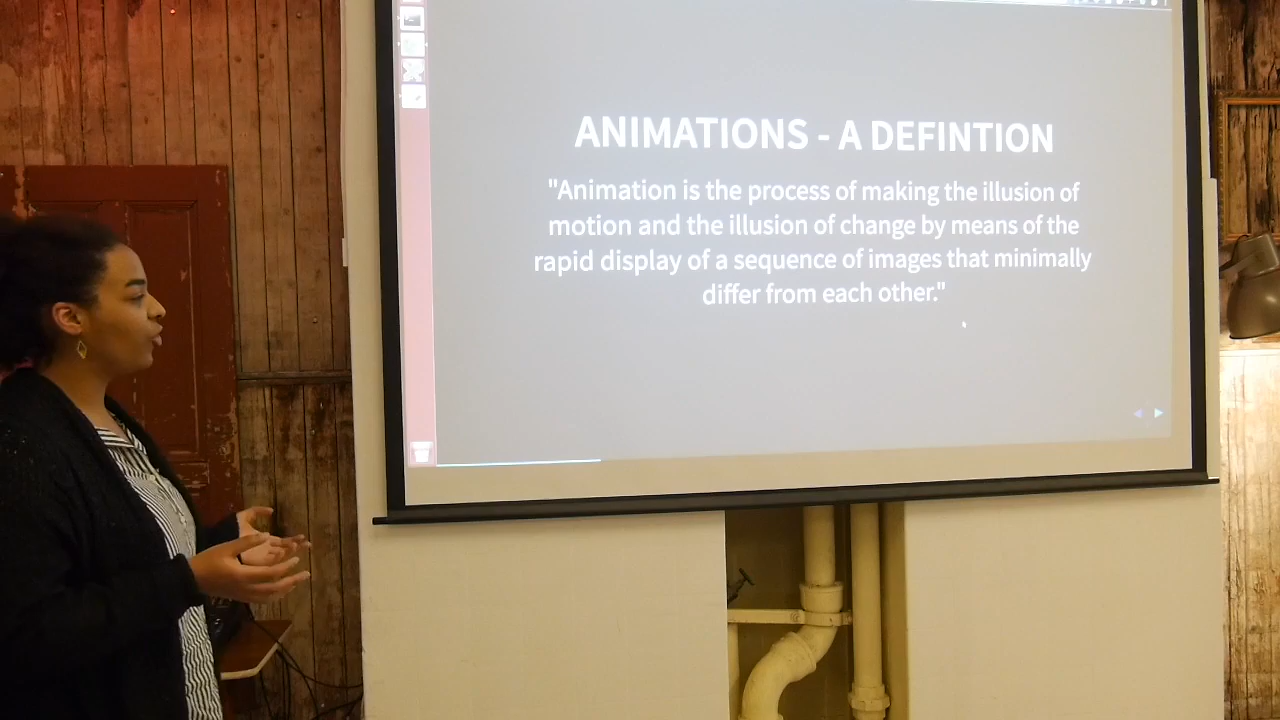 ANIMATIONS - A DEFINTION
"Animation is the process of making the illusion of
motion and the illusion of change by means of the
rapid display of a sequence of images that minimally
differ from each other."